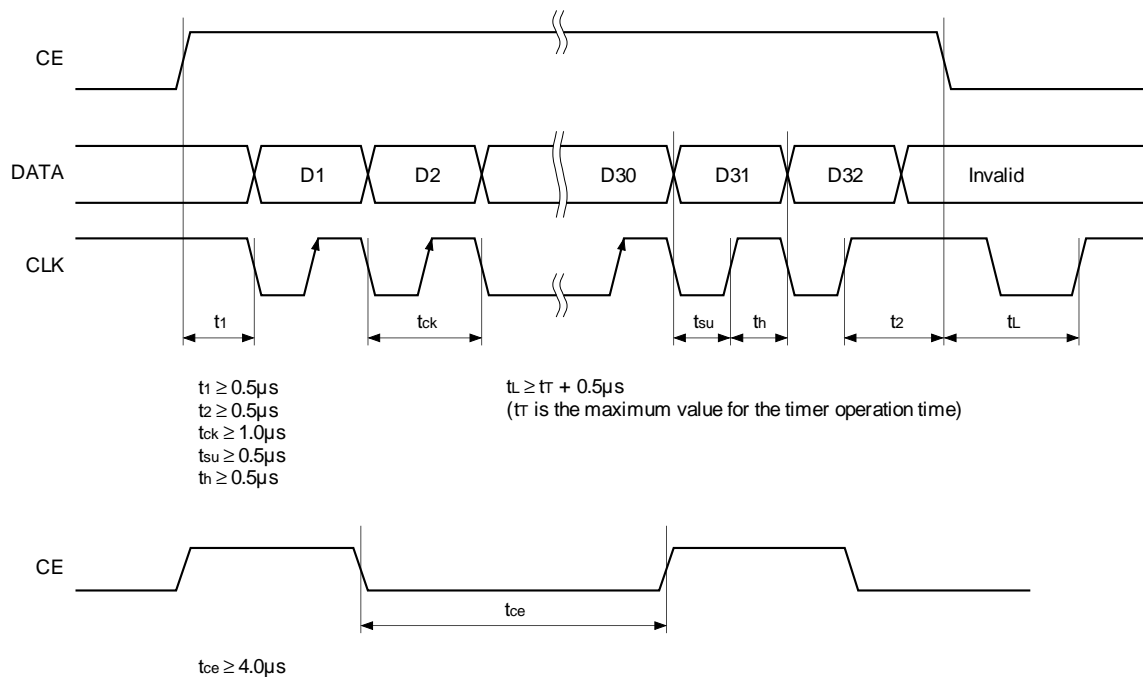 CE
DATA D1 D2 D30 D31 D32 Invalid
CLK
t1 tck tsu th t2 tL
t1 ≥ 0.5µs
t2 ≥ 0.5µs
tck ≥ 1.0µs
tsu ≥ 0.5µs
th ≥ 0.5µs
tL ≥ tT + 0.5µs
(tT is the maximum value for the timer operation time)
CE
tce
tce ≥ 4.0µs